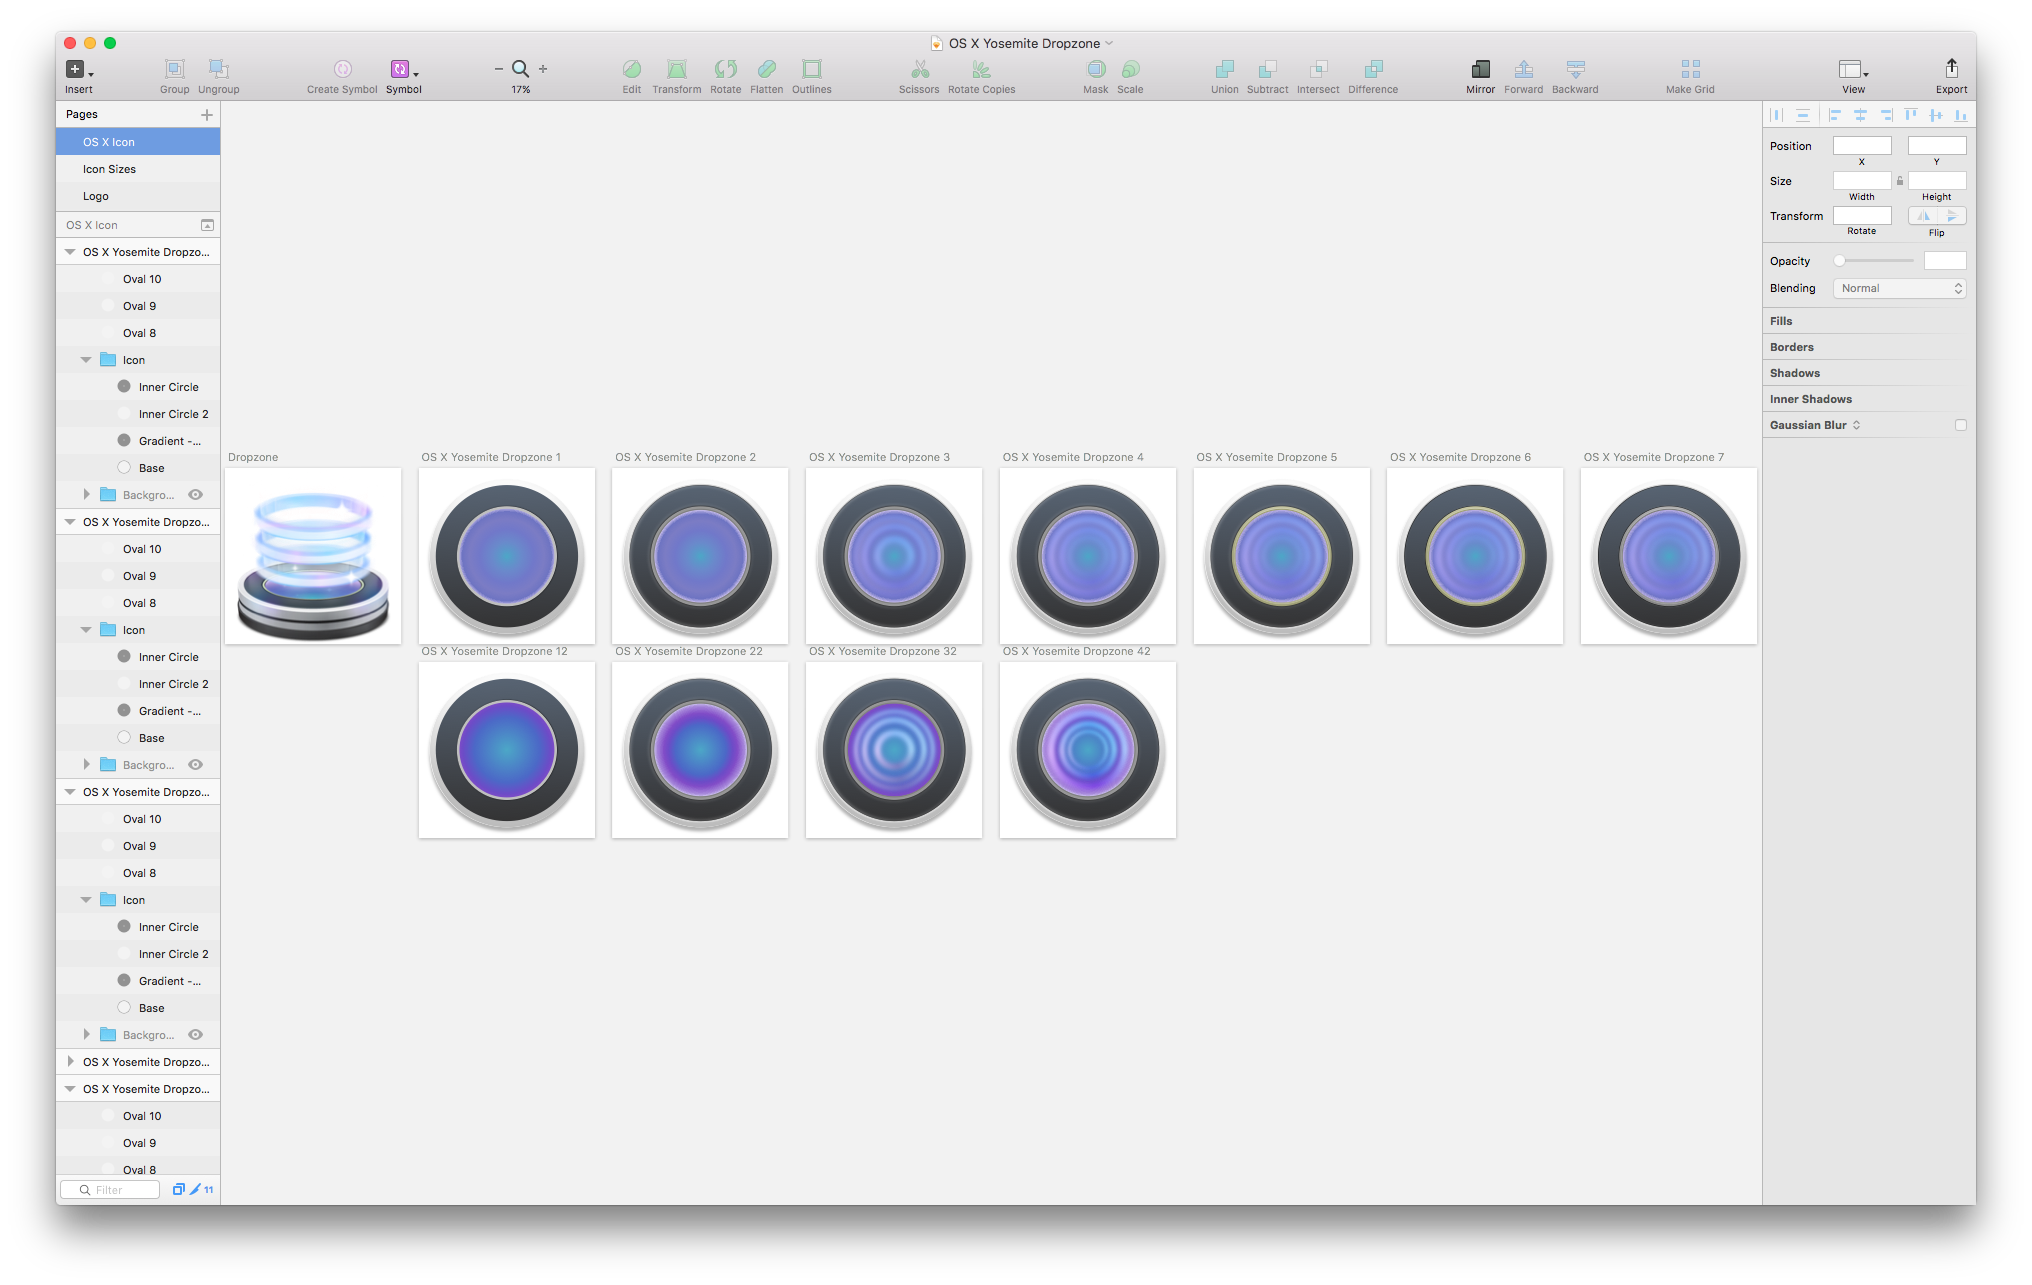 OS X Yosemite Dropzone
Insert
Group
Ungroup
Create Symbol
Symbol
17%
Edit
Transform
Rotate
Flatten
Outlines
Scissors
Rotate Copies
Mask
Scale
Union
Subtract
Intersect
Difference
Mirror
Forward
Backward
Make Grid
View
Export
Pages
OS X Icon
Icon Sizes
Logo
OS X Icon
OS X Yosemite Dropzo...
Oval 10
Oval 9
Oval 8
Icon
Inner Circle
Inner Circle 2
Gradient -...
Base
Backgro...
OS X Yosemite Dropzo...
Oval 10
Oval 9
Oval 8
Icon
Inner Circle
Inner Circle 2
Gradient -...
Base
Backgro...
OS X Yosemite Dropzo...
Oval 10
Oval 9
Oval 8
Icon
Inner Circle
Inner Circle 2
Gradient -...
Base
Backgro...
OS X Yosemite Dropzo...
OS X Yosemite Dropzo...
Oval 10
Oval 9
Oval 8
Filter
11
Dropzone
OS X Yosemite Dropzone 1
OS X Yosemite Dropzone 2
OS X Yosemite Dropzone 3
OS X Yosemite Dropzone 4
OS X Yosemite Dropzone 5
OS X Yosemite Dropzone 6
OS X Yosemite Dropzone 7
OS X Yosemite Dropzone 12
OS X Yosemite Dropzone 22
OS X Yosemite Dropzone 32
OS X Yosemite Dropzone 42
Position
X
Y
Size
Width
Height
Transform
Rotate
Flip
Opacity
Blending
Normal
Fills
Borders
Shadows
Inner Shadows
Gaussian Blur